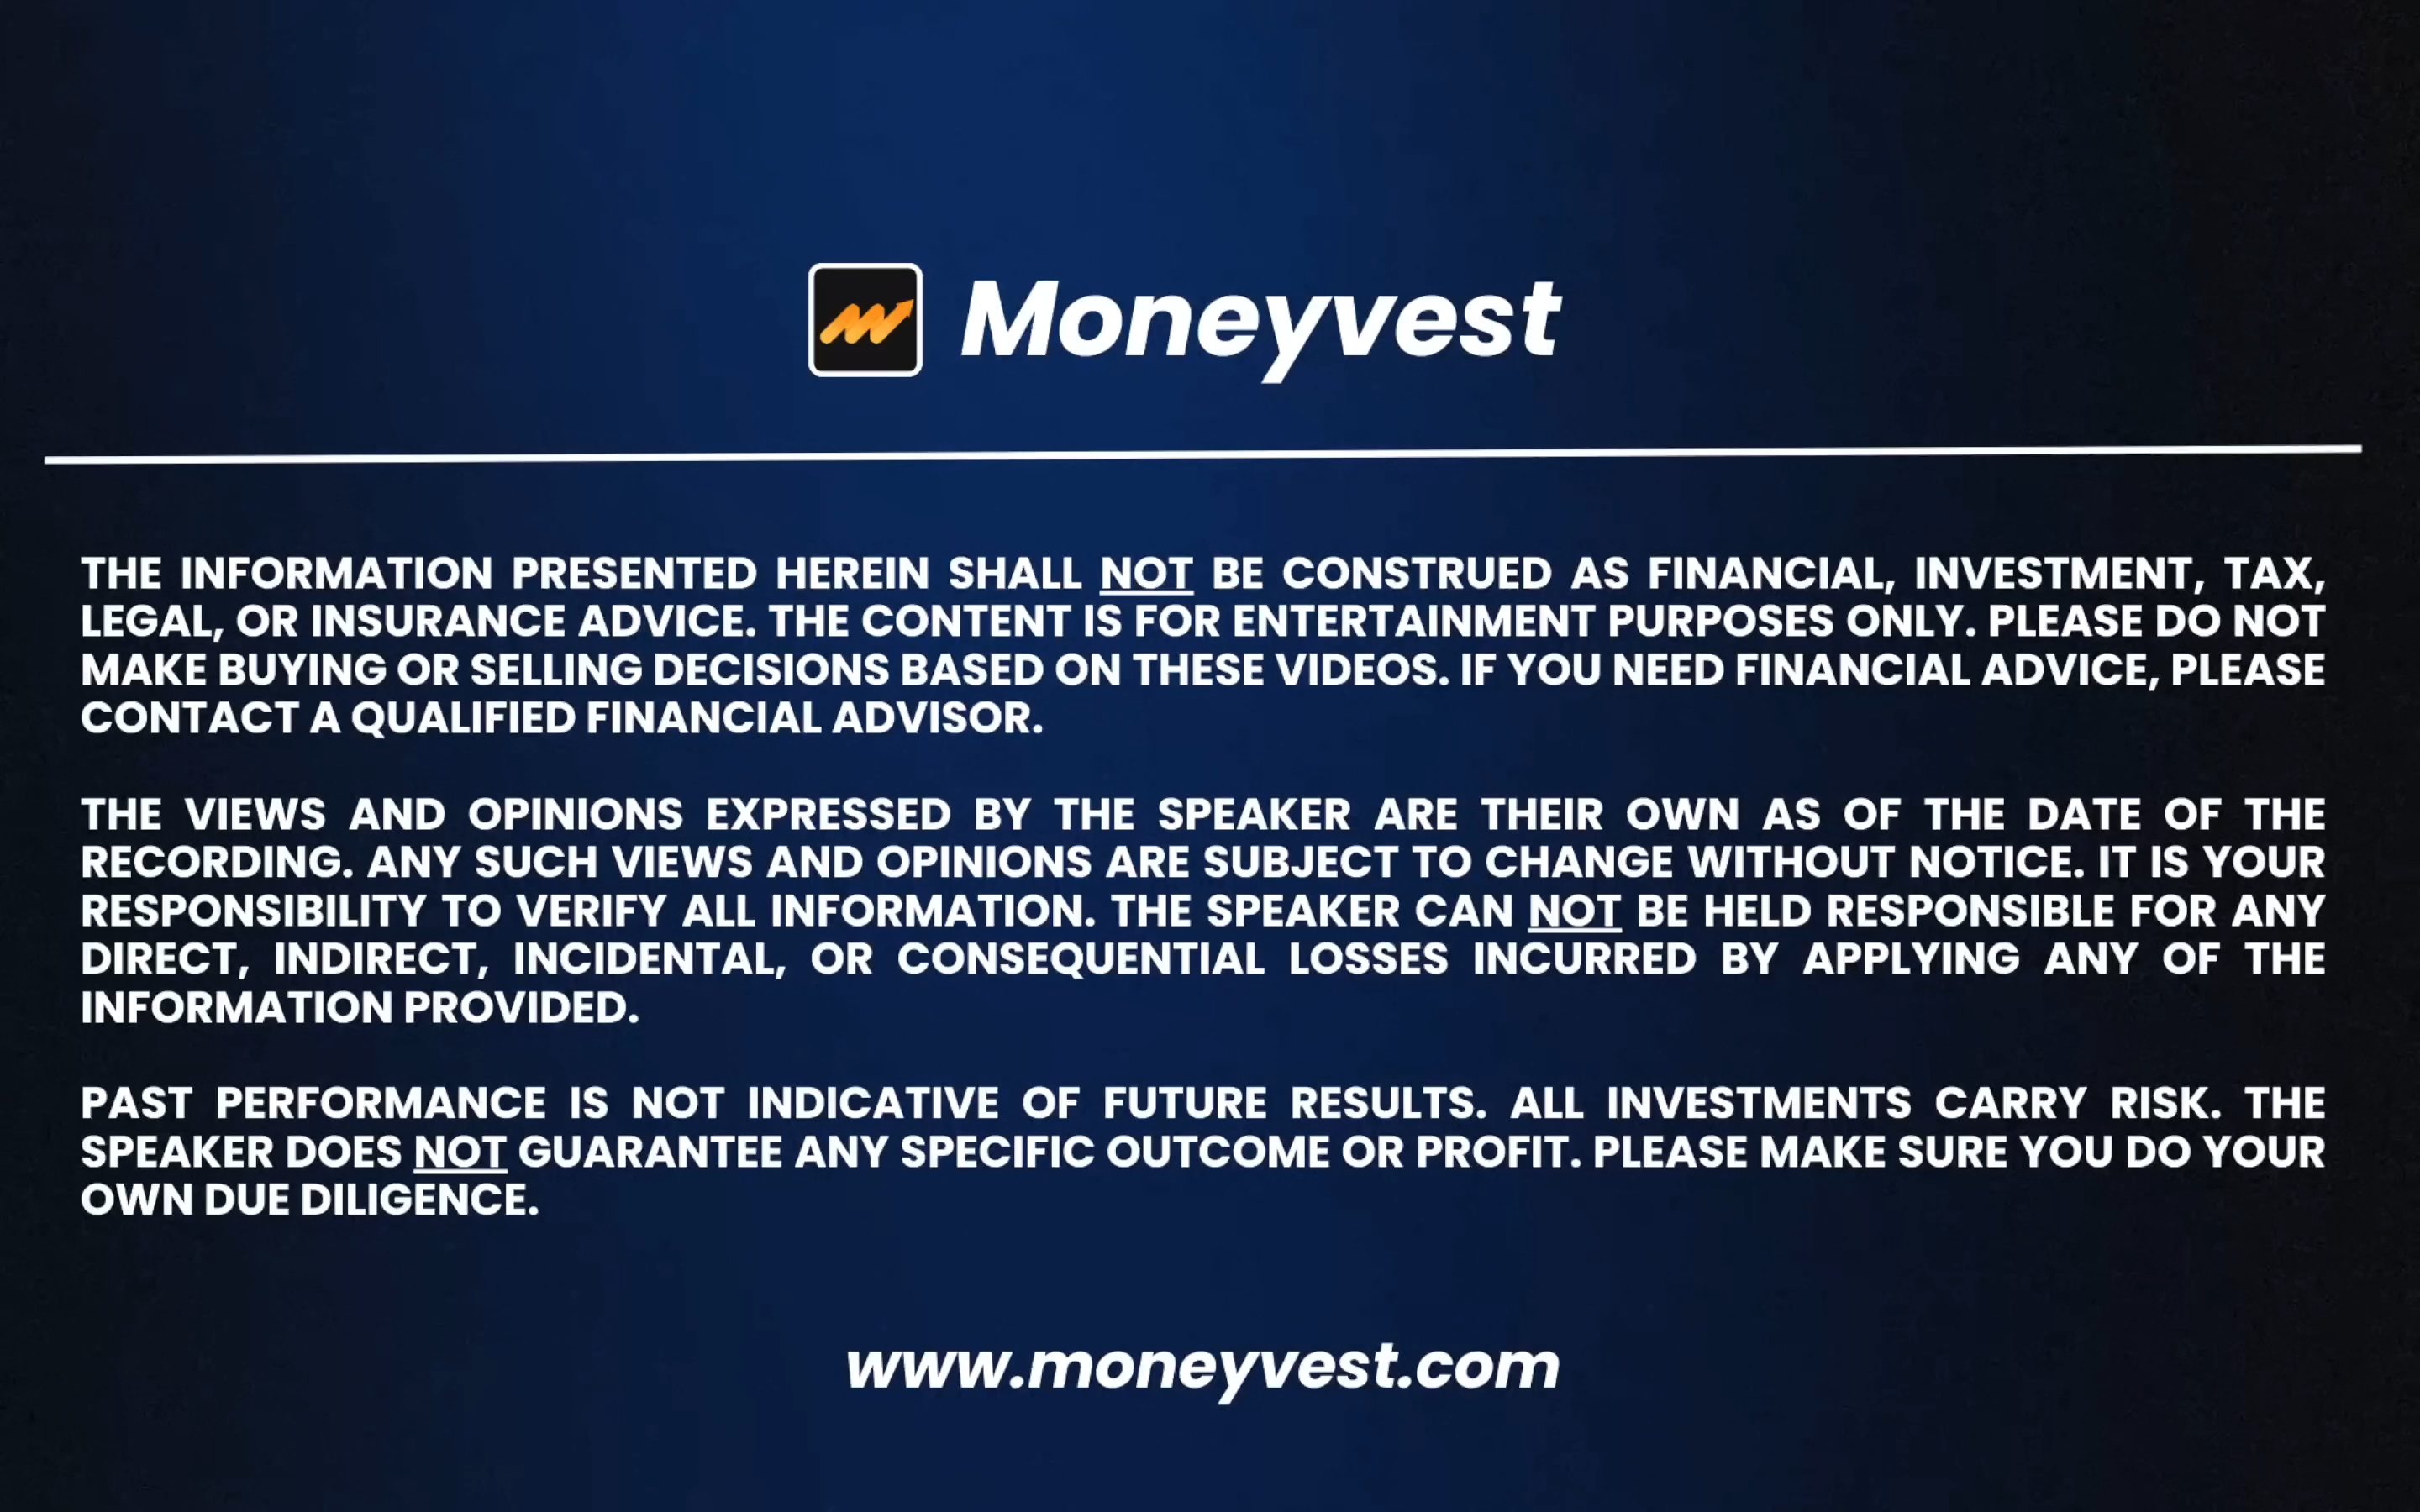 Moneyvest
THE INFORMATION PRESENTED HEREIN SHALL NOT BE CONSTRUED AS FINANCIAL, INVESTMENT, TAX,
LEGAL, OR INSURANCE ADVICE. THE CONTENT IS FOR ENTERTAINMENT PURPOSES ONLY. PLEASE DO NOT
MAKE BUYING OR SELLING DECISIONS BASED ON THESE VIDEOS. IF YOU NEED FINANCIAL ADVICE, PLEASE
CONTACT A QUALIFIED FINANCIAL ADVISOR.
THE VIEWS AND OPINIONS EXPRESSED BY THE SPEAKER ARE THEIR OWN AS OF THE DATE OF THE
RECORDING. ANY SUCH VIEWS AND OPINIONS ARE SUBJECT TO CHANGE WITHOUT NOTICE. IT IS YOUR
RESPONSIBILITY TO VERIFY ALL INFORMATION. THE SPEAKER CAN NOT BE HELD RESPONSIBLE FOR ANY
DIRECT, INDIRECT, INCIDENTAL, OR CONSEQUENTIAL LOSSES INCURRED BY APPLYING ANY OF THE
INFORMATION PROVIDED.
PAST PERFORMANCE IS NOT INDICATIVE OF FUTURE RESULTS. ALL INVESTMENTS CARRY RISK. THE
SPEAKER DOES NOT GUARANTEE ANY SPECIFIC OUTCOME OR PROFIT. PLEASE MAKE SURE YOU DO YOUR
OWN DUE DILIGENCE.
www.moneyvest.com